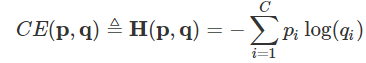 CE(𝐩, 𝐪) ≜ 𝐇(𝐩, 𝐪) = − ∑_{i=1}^{C} p_i log(q_i)